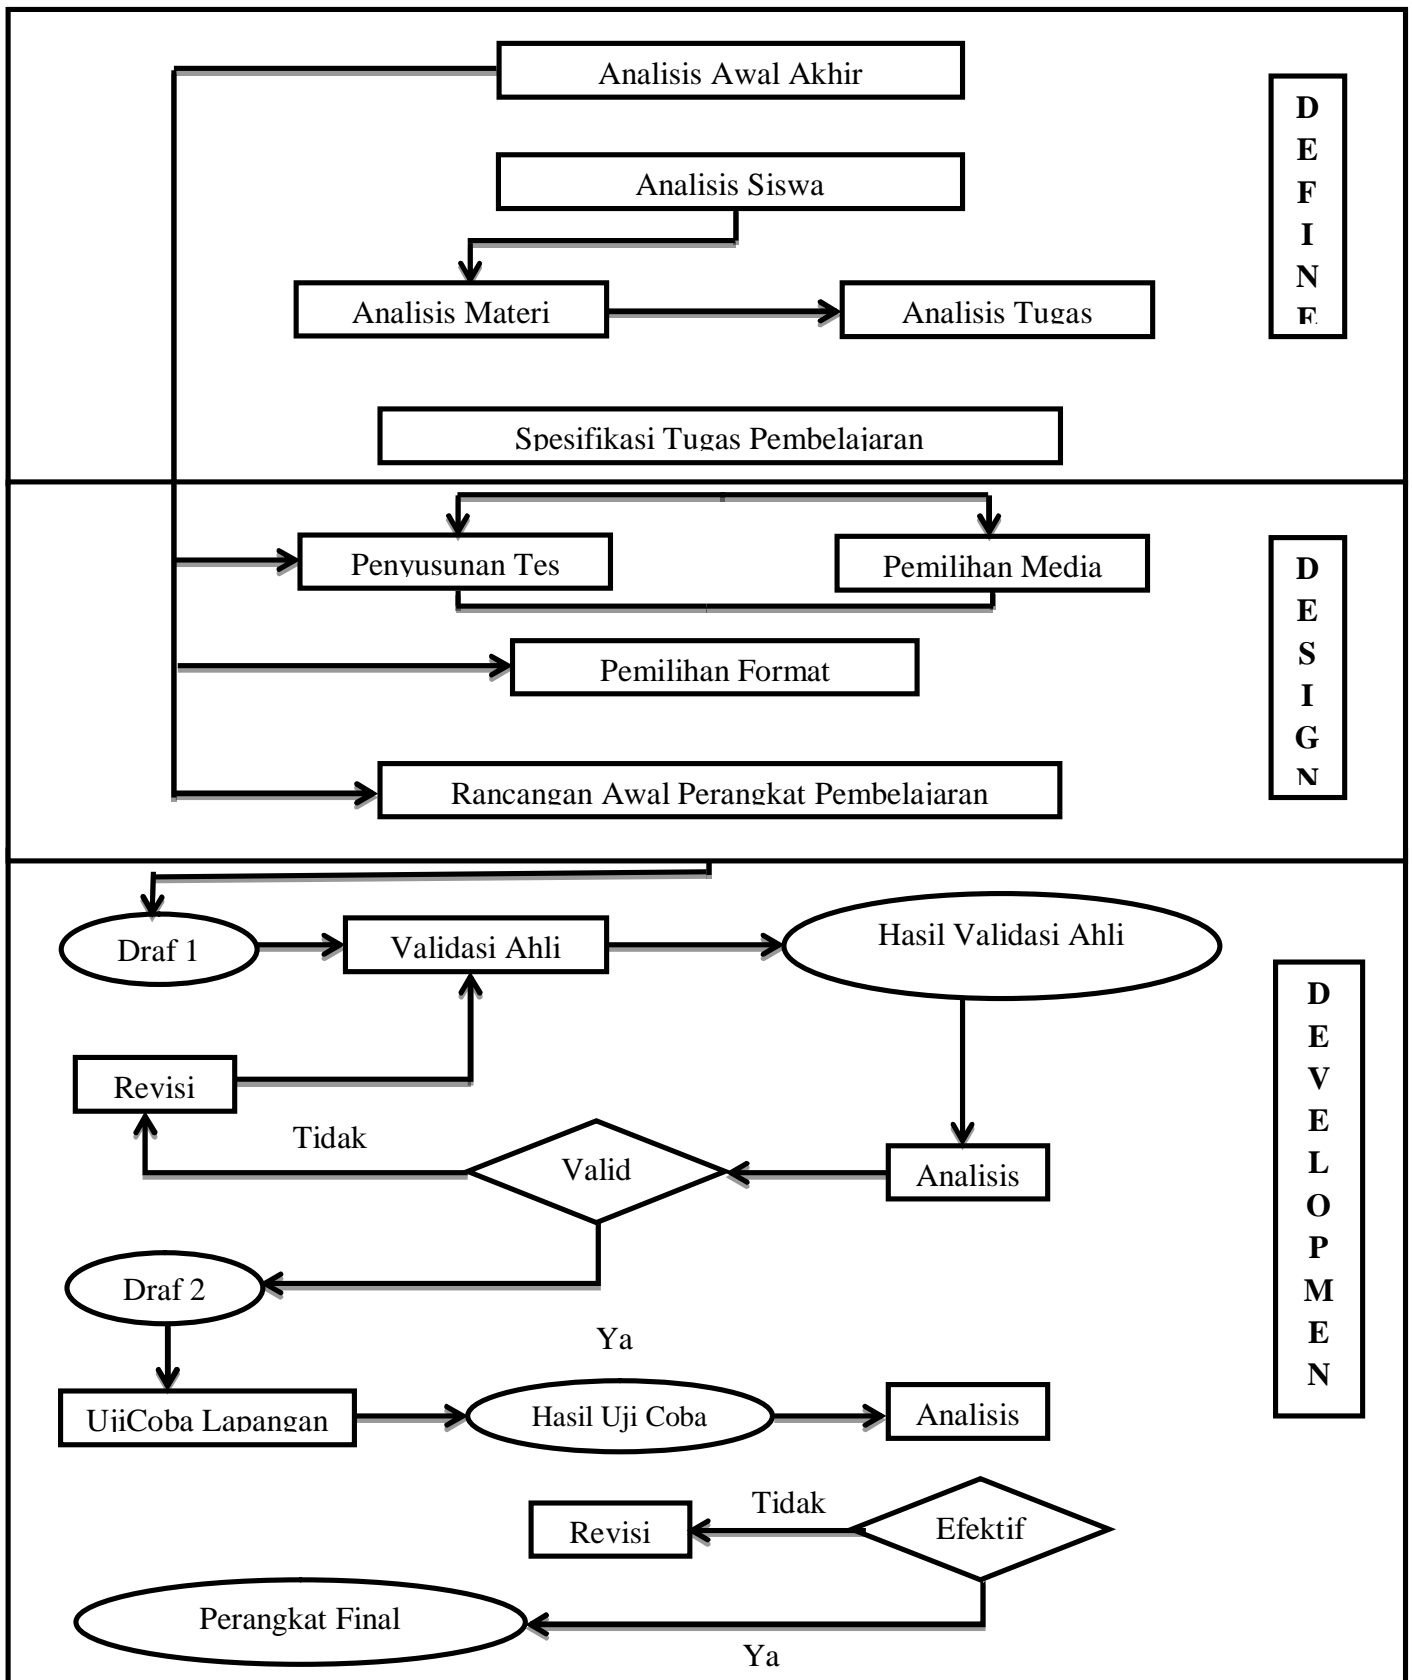 Analisis Awal Akhir
D
E
F
I
N
E
Analisis Siswa
Analisis Materi
Analisis Tugas
Spesifikasi Tugas Pembelajaran
Penyusunan Tes
Pemilihan Media
D
E
S
I
G
N
Pemilihan Format
Rancangan Awal Perangkat Pembelajaran
Draf 1
Validasi Ahli
Hasil Validasi Ahli
D
E
V
E
L
O
P
M
E
N
Revisi
Tidak
Valid
Analisis
Draf 2
Ya
UjiCoba Lapangan
Hasil Uji Coba
Analisis
Revisi
Tidak
Efektif
Perangkat Final
Ya